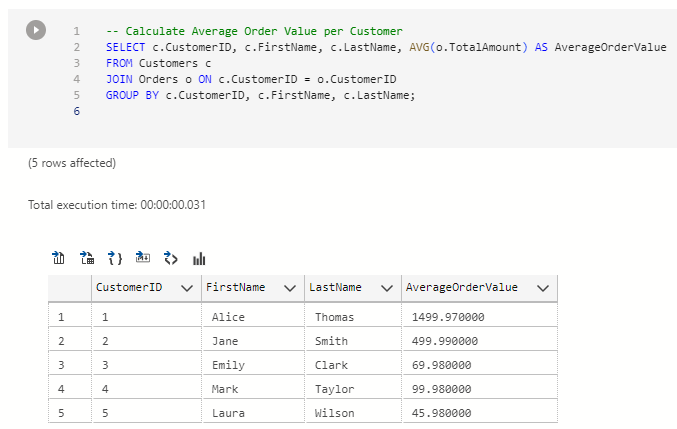 1 -- Calculate Average Order Value per Customer
2 SELECT c.CustomerID, c.FirstName, c.LastName, AVG(o.TotalAmount) AS AverageOrderValue
3 FROM Customers c
4 JOIN Orders o ON c.CustomerID = o.CustomerID
5 GROUP BY c.CustomerID, c.FirstName, c.LastName;
6
(5 rows affected)
Total execution time: 00:00:00.031
CustomerID FirstName LastName AverageOrderValue
1 1 Alice Thomas 1499.970000
2 2 Jane Smith 499.990000
3 3 Emily Clark 69.980000
4 4 Mark Taylor 99.980000
5 5 Laura Wilson 45.980000